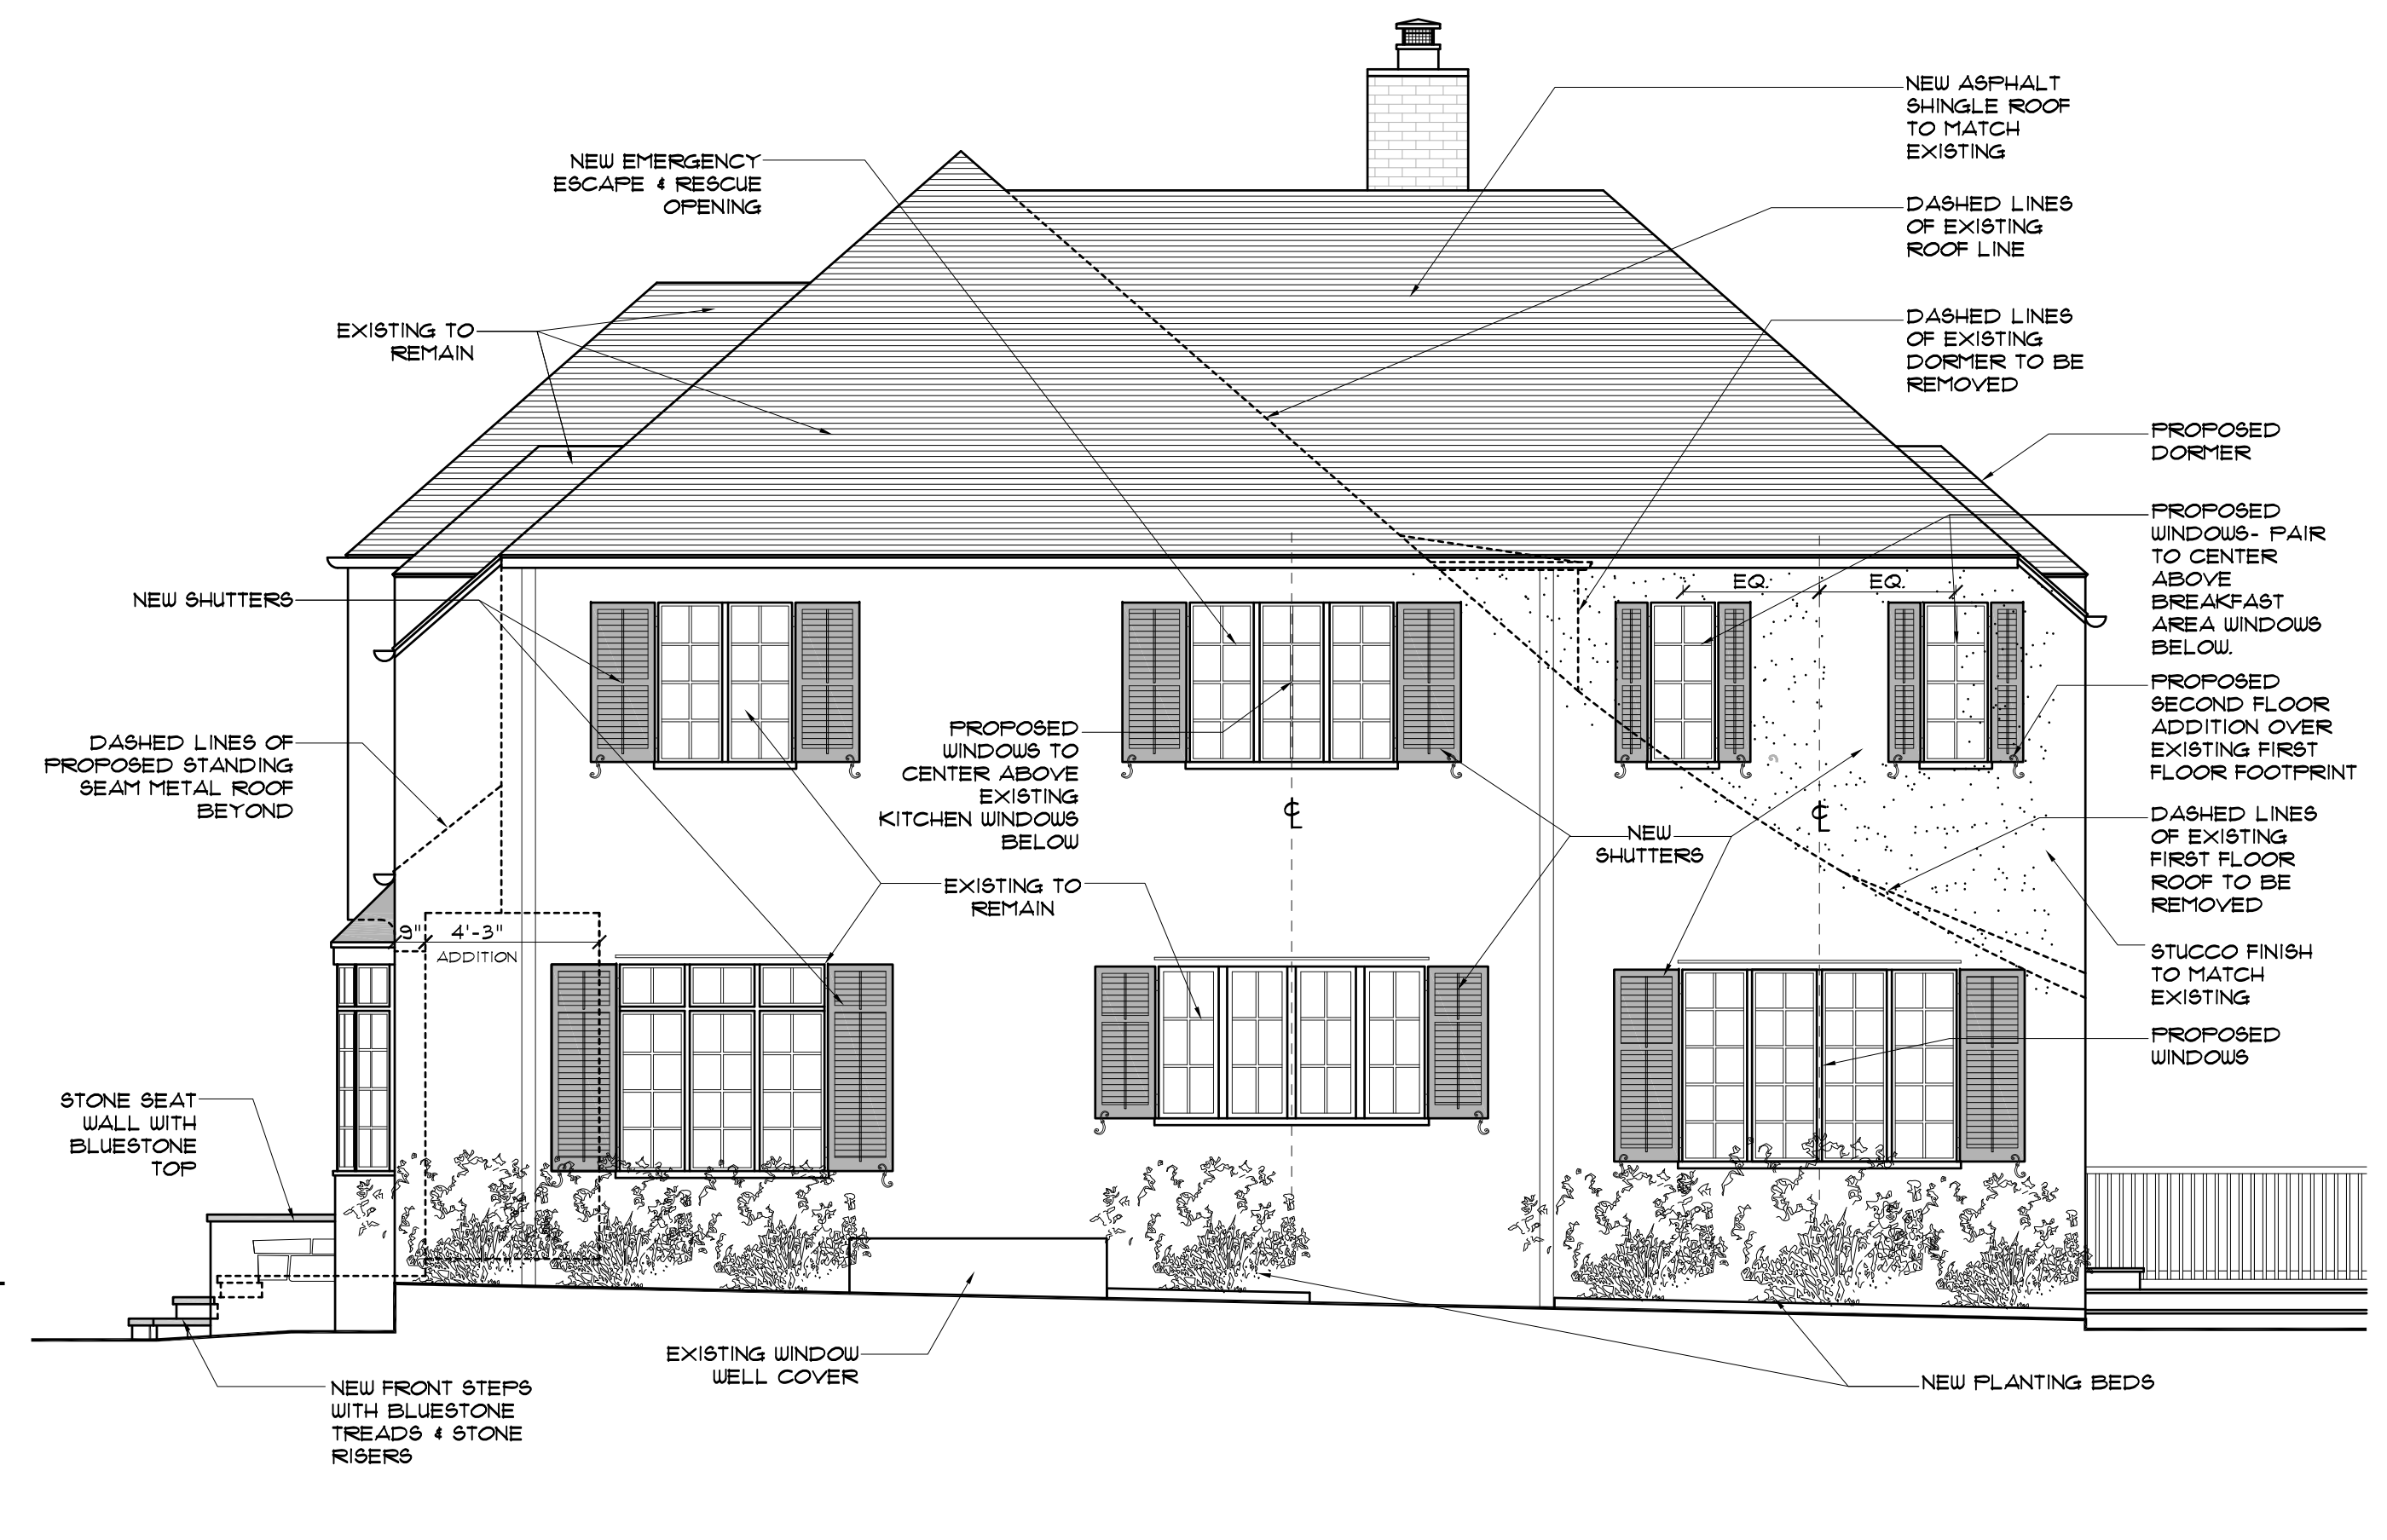 NEW ASPHALT
SHINGLE ROOF
TO MATCH
EXISTING
NEW EMERGENCY
ESCAPE & RESCUE
OPENING
DASHED LINES
OF EXISTING
ROOF LINE
EXISTING TO
REMAIN
DASHED LINES
OF EXISTING
DORMER TO BE
REMOVED
PROPOSED
DORMER
PROPOSED
WINDOWS- PAIR
TO CENTER
ABOVE
BREAKFAST
AREA WINDOWS
BELOW.
EQ.
EQ.
NEW SHUTTERS
PROPOSED
SECOND FLOOR
ADDITION OVER
EXISTING FIRST
FLOOR FOOTPRINT
DASHED LINES OF
PROPOSED STANDING
SEAM METAL ROOF
BEYOND
PROPOSED
WINDOWS TO
CENTER ABOVE
EXISTING
KITCHEN WINDOWS
BELOW
℄
℄
NEW
SHUTTERS
DASHED LINES
OF EXISTING
FIRST FLOOR
ROOF TO BE
REMOVED
EXISTING TO
REMAIN
9" 4'-3"
ADDITION
STUCCO FINISH
TO MATCH
EXISTING
PROPOSED
WINDOWS
STONE SEAT
WALL WITH
BLUESTONE
TOP
EXISTING WINDOW
WELL COVER
NEW FRONT STEPS
WITH BLUESTONE
TREADS & STONE
RISERS
NEW PLANTING BEDS